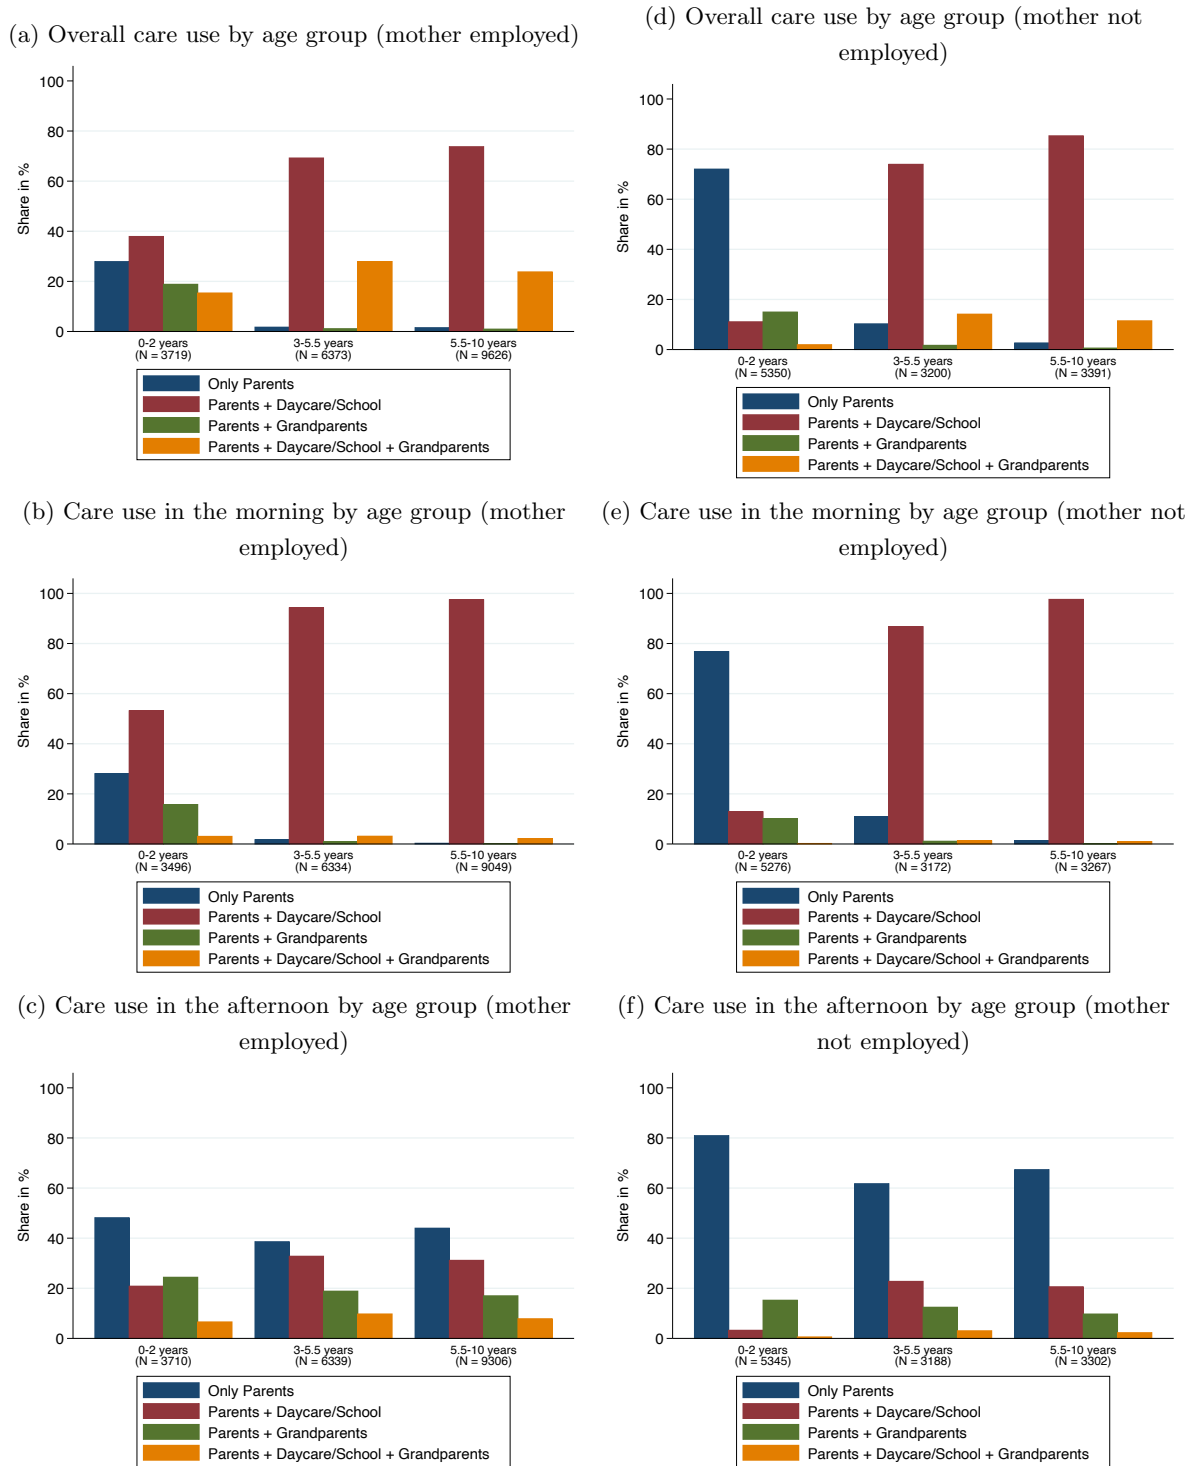 (a) Overall care use by age group (mother employed)
100
80
60
40
20
0
Share in %
0-2 years
(N = 3719)
3-5.5 years
(N = 6373)
5.5-10 years
(N = 9626)
Only Parents
Parents + Daycare/School
Parents + Grandparents
Parents + Daycare/School + Grandparents
(d) Overall care use by age group (mother not
employed)
100
80
60
40
20
0
Share in %
0-2 years
(N = 5350)
3-5.5 years
(N = 3200)
5.5-10 years
(N = 3391)
Only Parents
Parents + Daycare/School
Parents + Grandparents
Parents + Daycare/School + Grandparents
(b) Care use in the morning by age group (mother
employed)
100
80
60
40
20
0
Share in %
0-2 years
(N = 3496)
3-5.5 years
(N = 6334)
5.5-10 years
(N = 9049)
Only Parents
Parents + Daycare/School
Parents + Grandparents
Parents + Daycare/School + Grandparents
(e) Care use in the morning by age group (mother not
employed)
100
80
60
40
20
0
Share in %
0-2 years
(N = 5276)
3-5.5 years
(N = 3172)
5.5-10 years
(N = 3267)
Only Parents
Parents + Daycare/School
Parents + Grandparents
Parents + Daycare/School + Grandparents
(c) Care use in the afternoon by age group (mother
employed)
100
80
60
40
20
0
Share in %
0-2 years
(N = 3710)
3-5.5 years
(N = 6339)
5.5-10 years
(N = 9306)
Only Parents
Parents + Daycare/School
Parents + Grandparents
Parents + Daycare/School + Grandparents
(f) Care use in the afternoon by age group (mother
not employed)
100
80
60
40
20
0
Share in %
0-2 years
(N = 5345)
3-5.5 years
(N = 3188)
5.5-10 years
(N = 3302)
Only Parents
Parents + Daycare/School
Parents + Grandparents
Parents + Daycare/School + Grandparents